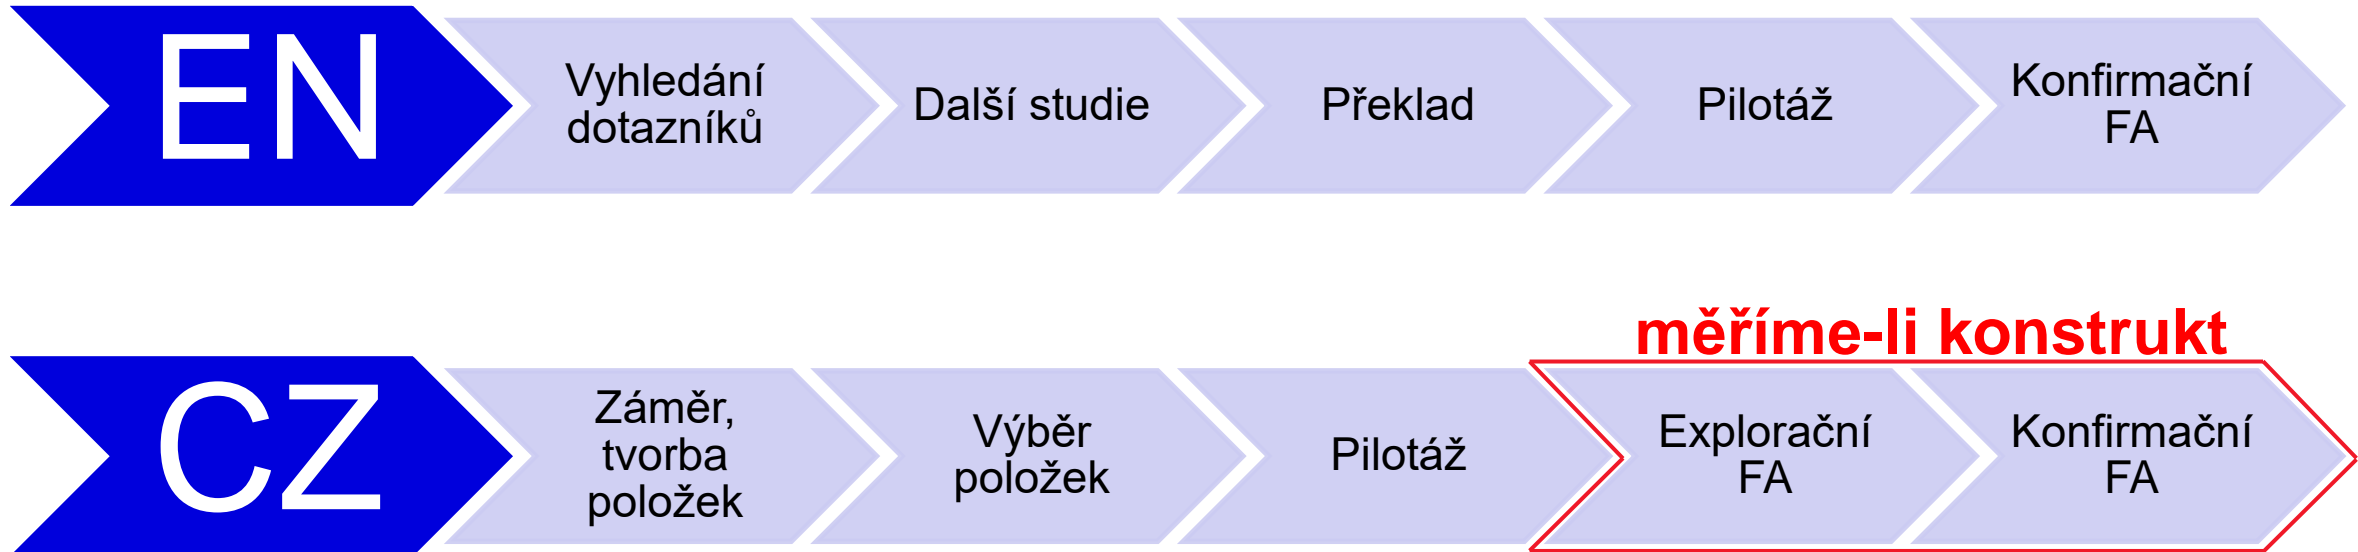 EN
Vyhledání
dotazníků
Další studie
Překlad
Pilotáž
Konfirmační
FA
měříme-li konstrukt
CZ
Záměr,
tvorba
položek
Výběr
položek
Pilotáž
Explorační
FA
Konfirmační
FA